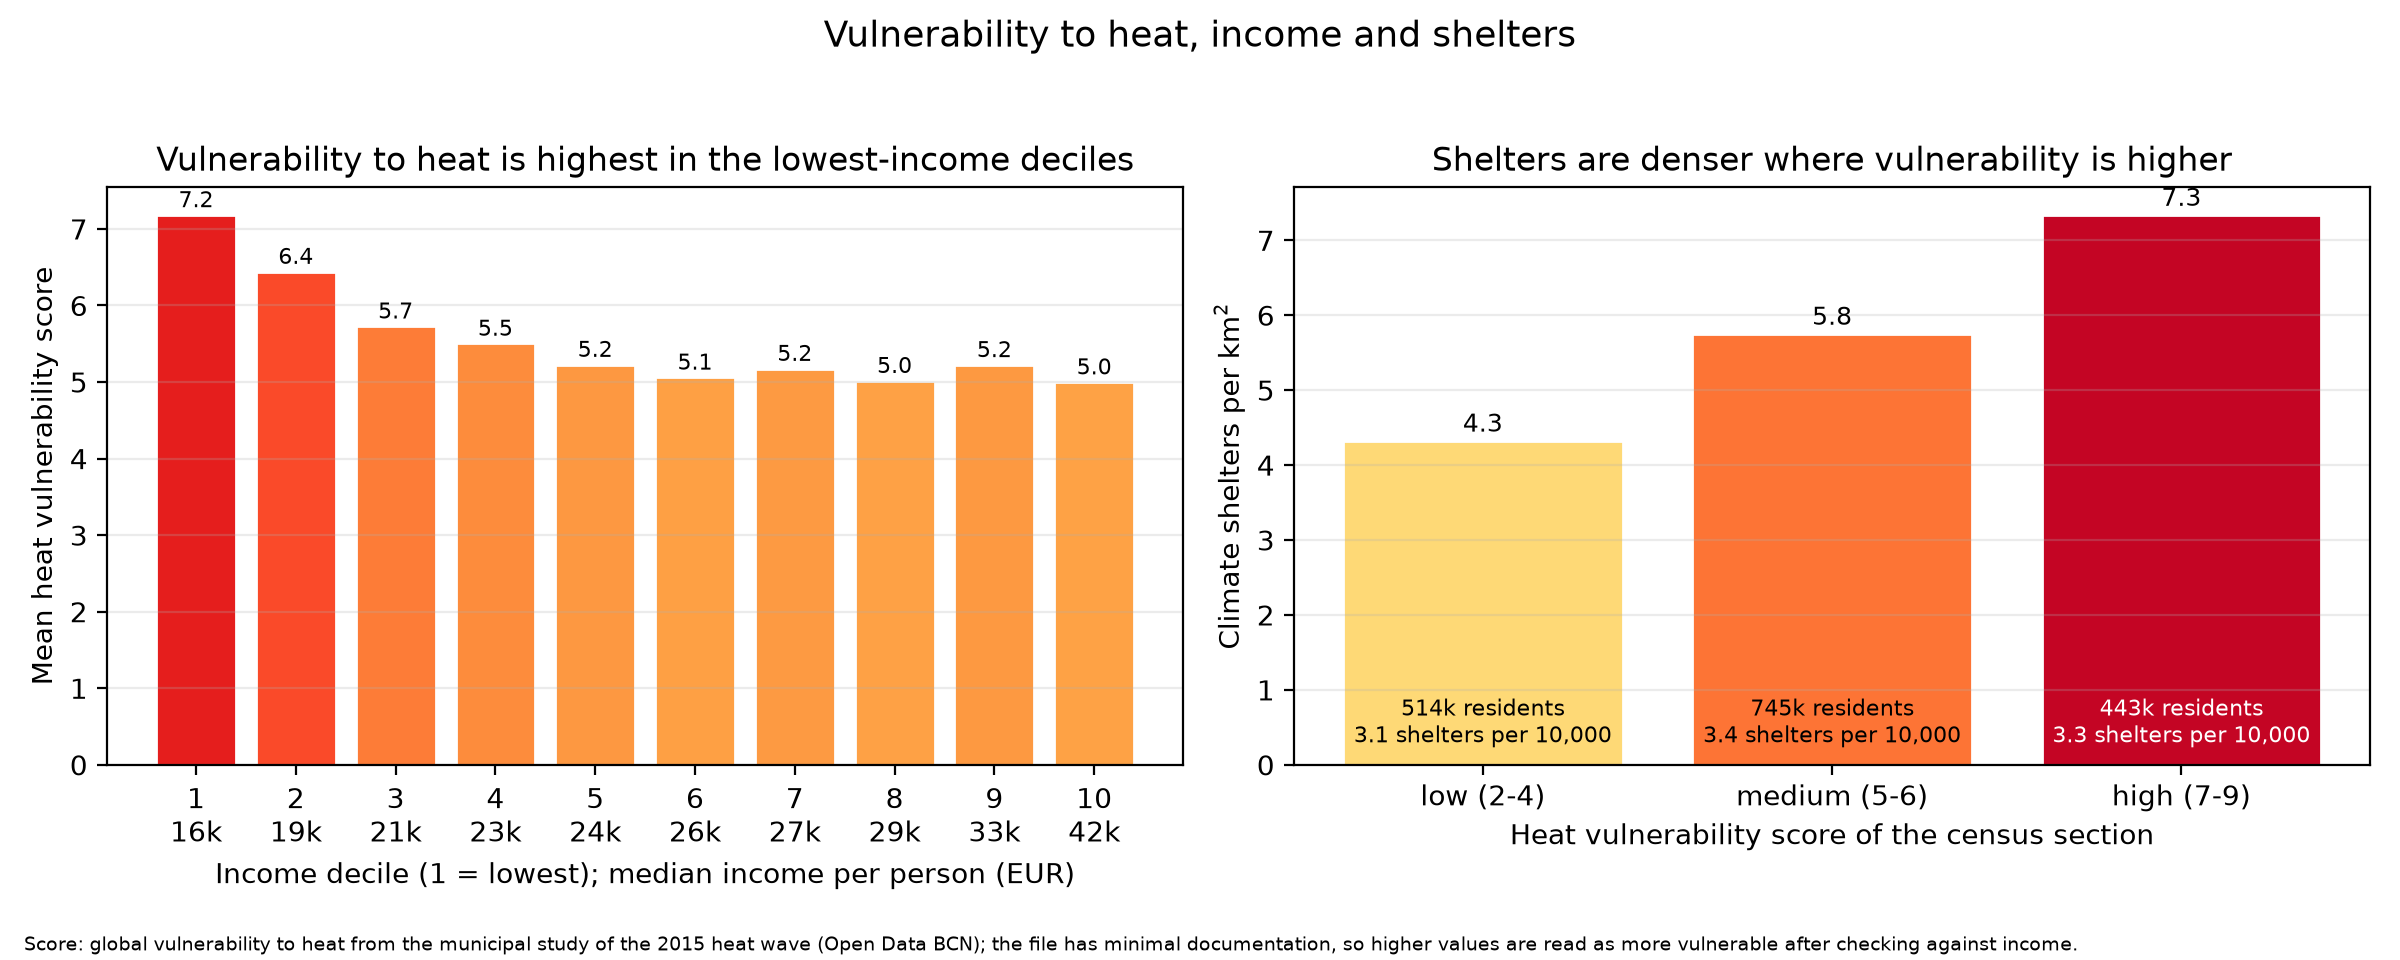 Vulnerability to heat, income and shelters
Vulnerability to heat is highest in the lowest-income deciles
Mean heat vulnerability score
7
6
5
4
3
2
1
0
7.2
6.4
5.7
5.5
5.2
5.1
5.2
5.0
5.2
5.0
1 2 3 4 5 6 7 8 9 10
16k 19k 21k 23k 24k 26k 27k 29k 33k 42k
Income decile (1 = lowest); median income per person (EUR)
Shelters are denser where vulnerability is higher
Climate shelters per km²
7
6
5
4
3
2
1
0
4.3
5.8
7.3
514k residents
3.1 shelters per 10,000
745k residents
3.4 shelters per 10,000
443k residents
3.3 shelters per 10,000
low (2-4) medium (5-6) high (7-9)
Heat vulnerability score of the census section
Score: global vulnerability to heat from the municipal study of the 2015 heat wave (Open Data BCN); the file has minimal documentation, so higher values are read as more vulnerable after checking against income.